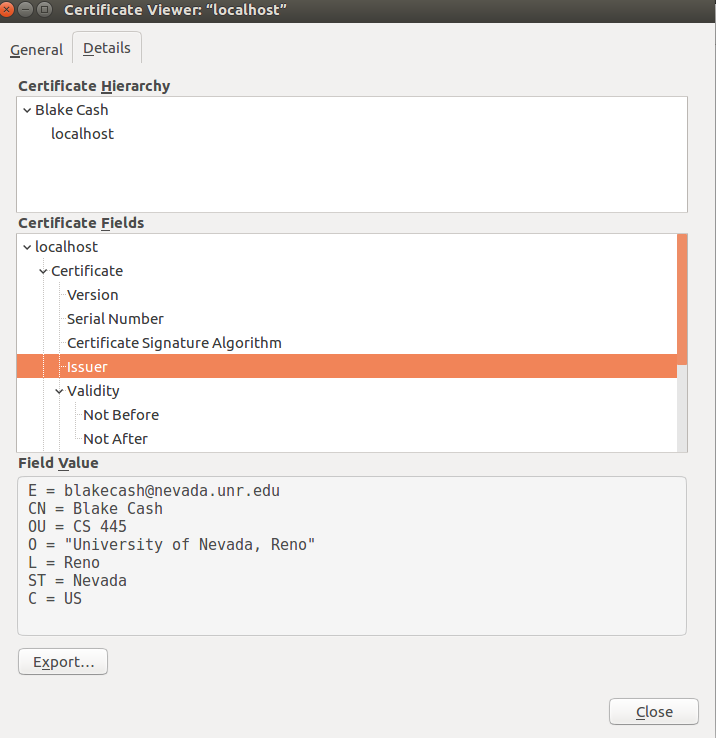 Certificate Viewer: “localhost”
General Details
Certificate Hierarchy
Blake Cash
localhost
Certificate Fields
localhost
Certificate
Version
Serial Number
Certificate Signature Algorithm
Issuer
Validity
Not Before
Not After
Field Value
E = blakecash@nevada.unr.edu
CN = Blake Cash
OU = CS 445
O = "University of Nevada, Reno"
L = Reno
ST = Nevada
C = US
Export...
Close